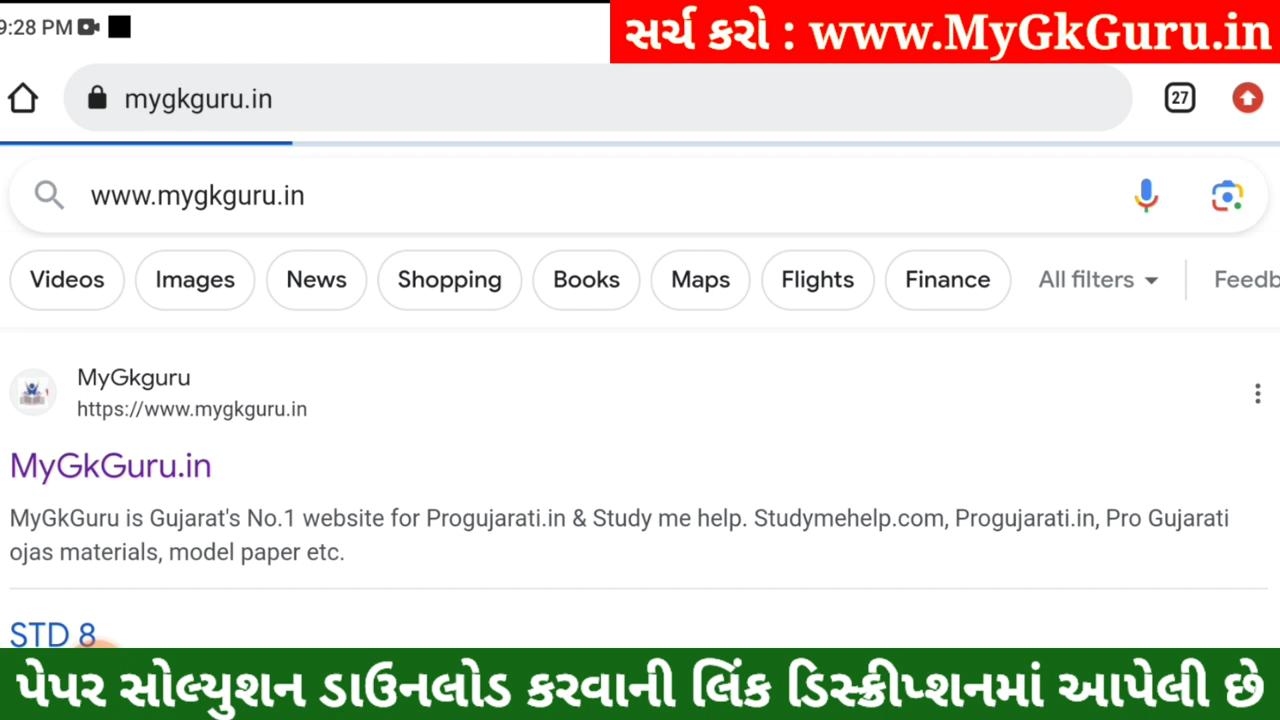 9:28 PM
સર્ચ કરો : www.MyGkGuru.in
mygkguru.in
27
www.mygkguru.in
Videos Images News Shopping Books Maps Flights Finance All filters Feedb
MyGkguru
https://www.mygkguru.in
MyGkGuru.in
MyGkGuru is Gujarat's No.1 website for Progujarati.in & Study me help. Studymehelp.com, Progujarati.in, Pro Gujarati
ojas materials, model paper etc.
STD 8
પેપર સોલ્યુશન ડાઉનલોડ કરવાની લિંક ડિસ્ક્રીપ્શનમાં આપેલી છે